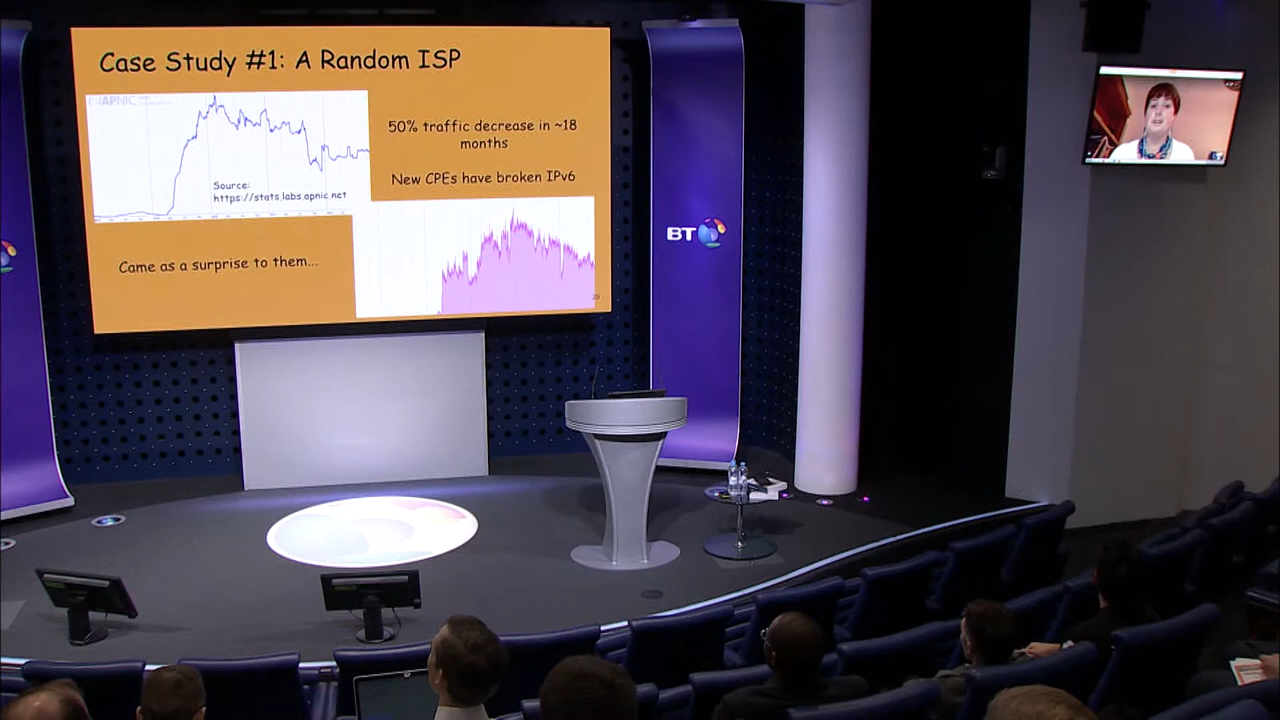 Case Study #1: A Random ISP
APNIC
50% traffic decrease in ~18
months
New CPEs have broken IPv6
Source:
https://stats.labs.apnic.net
Came as a surprise to them...
29
BT